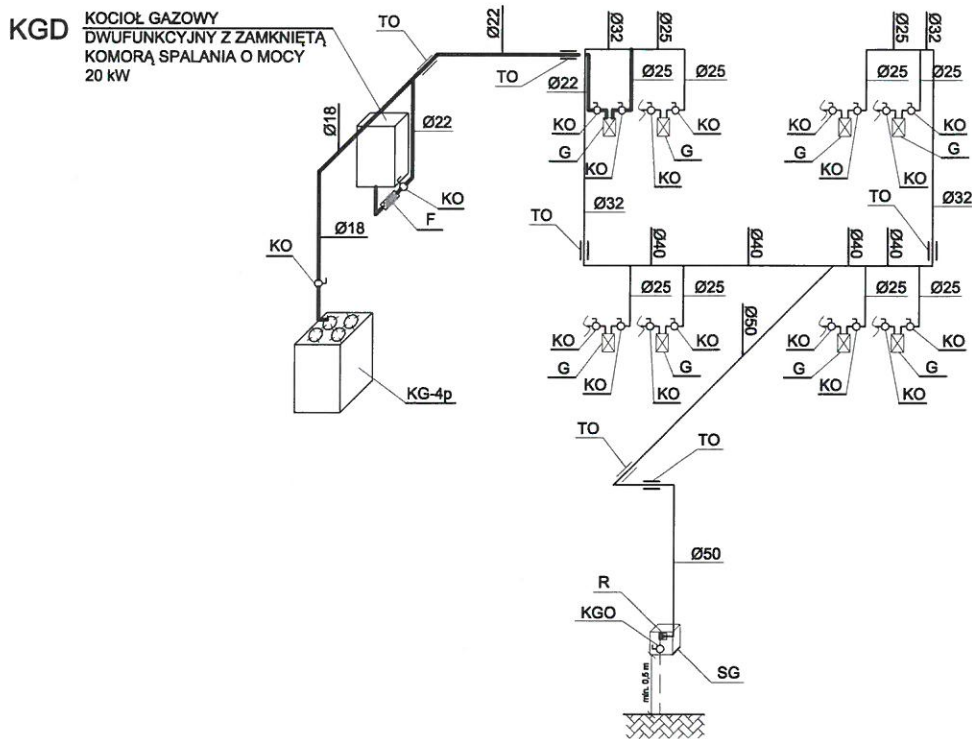 KGD
KOCIOŁ GAZOWY
DWUFUNKCYJNY Z ZAMKNIĘTĄ
KOMORĄ SPALANIA O MOCY
20 kW
TO
Ø22
Ø32
Ø25
Ø25
Ø32
TO
Ø22
Ø25
Ø25
Ø25
Ø25
Ø18
Ø22
KO
KO
KO
KO
G
G
G
G
KO
KO
KO
KO
KO
F
Ø18
Ø32
Ø32
TO
TO
KO
Ø40
Ø40
Ø40
Ø40
Ø25
Ø25
Ø25
Ø25
Ø50
KO
KO
KO
KO
G
G
G
G
KO
KO
KO
KO
KG-4p
TO
TO
Ø50
R
KGO
SG
min. 0,5 m